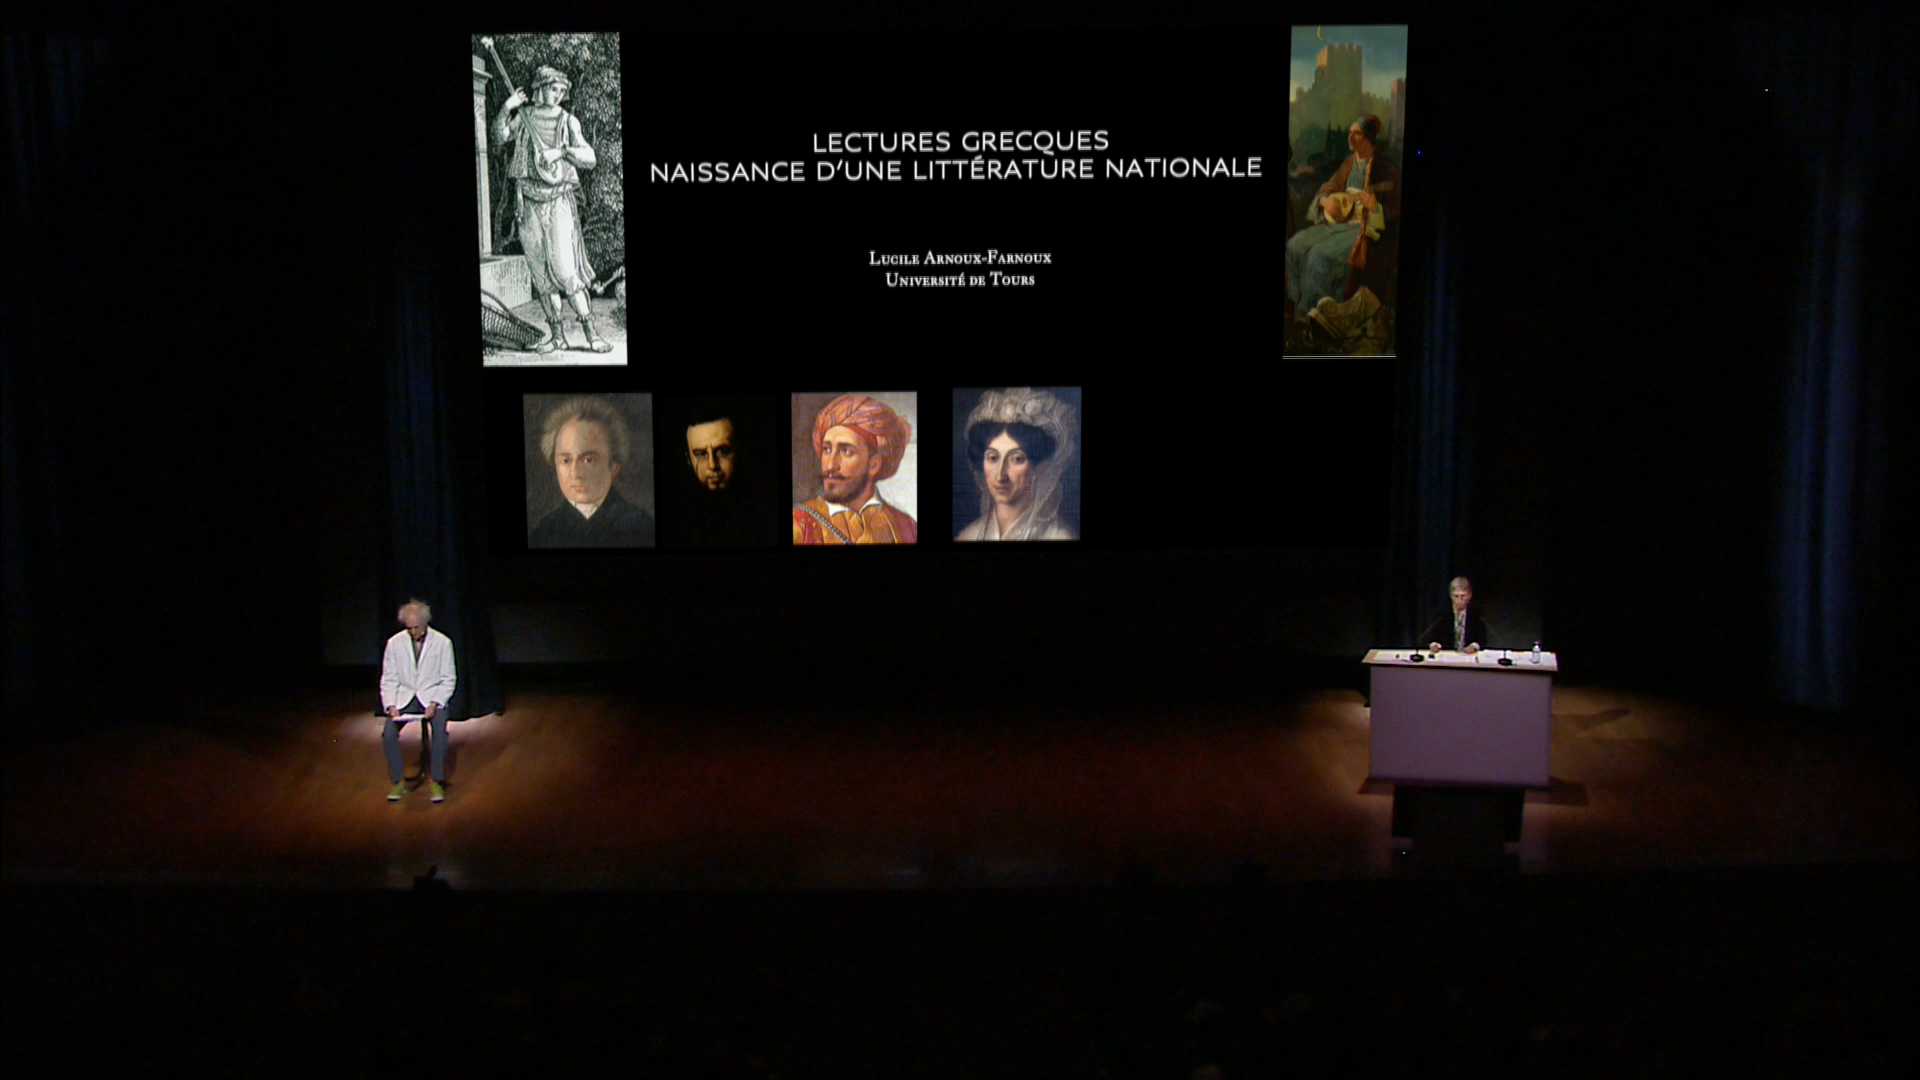 LECTURES GRECQUES
NAISSANCE D'UNE LITTÉRATURE NATIONALE
Lucile Arnoux-Farnoux
Université de Tours